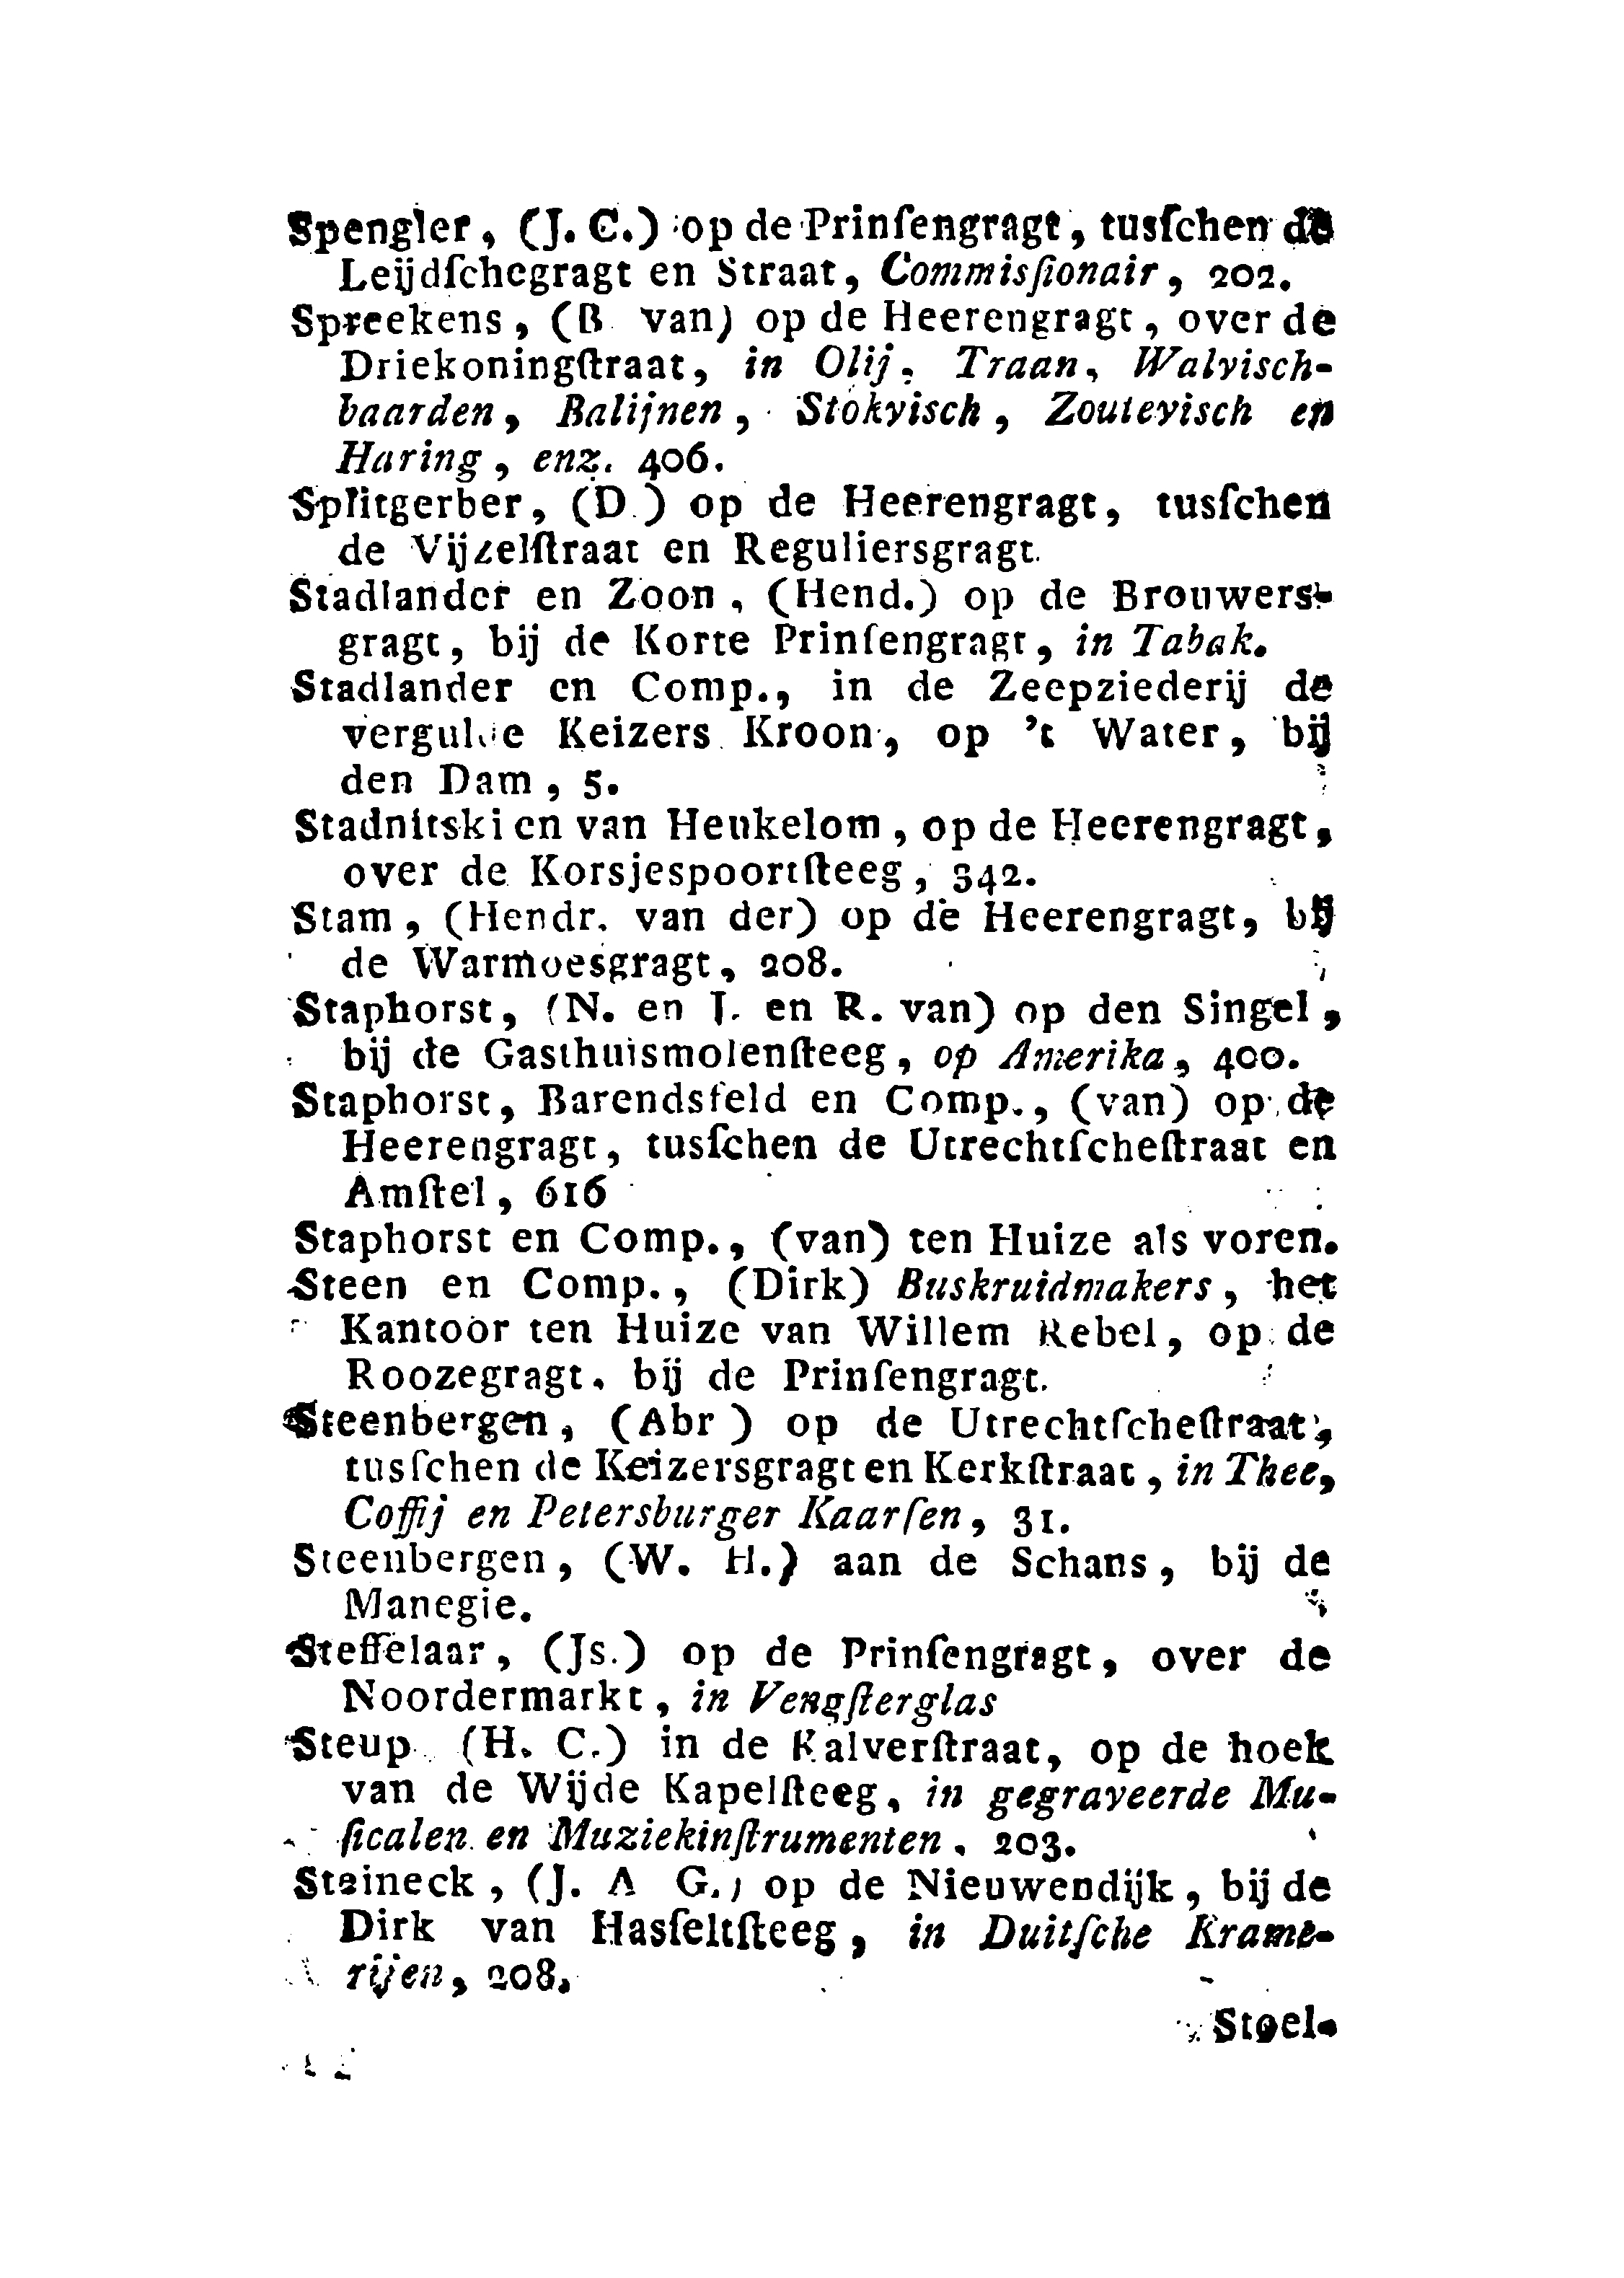 Spengler, (J. C.) op de Prinſengragt, tusſchen de
Leijdſchegragt en Straat, Commisſionair, 202.
Spreekens, (B van) op de Heerengragt, over de
Driekoningſtraat, in Olij, Traan, Walvisch-
baarden, Balijnen, Stokvisch, Zoutevisch en
Haring, enz. 406.
Splitgerber, (D.) op de Heerengragt, tusſchen
de Vijzelſtraat en Reguliersgragt.
Stadlander en Zoon, (Hend.) op de Brouwers-
gragt, bij de Korte Prinſengragt, in Tabak.
Stadlander en Comp., in de Zeepziederij de
vergulde Keizers Kroon, op 't Water, bij
den Dam, 5.
Stadnitski en van Heukelom, op de Heerengragt,
over de Korsjespoortſteeg, 342.
Stam, (Hendr. van der) op de Heerengragt, bij
de Warmoesgragt, 208.
Staphorst, (N. en J. en R. van) op den Singel,
bij de Gasthuismolenſteeg, op Amerika, 400.
Staphorst, Barendsfeld en Comp., (van) op de
Heerengragt, tusſchen de Utrechtſcheſtraat en
Amſtel, 616
Staphorst en Comp., (van) ten Huize als voren.
Steen en Comp., (Dirk) Buskruidmakers, het
Kantoor ten Huize van Willem Rebel, op de
Roozegragt, bij de Prinſengragt.
Steenbergen, (Abr ) op de Utrechtſcheſtraat,
tusſchen de Keizersgragt en Kerkſtraat, in Thee,
Coffij en Petersburger Kaarſen, 31.
Steenbergen, (W. H.) aan de Schans, bij de
Manegie.
Steffelaar, (Js.) op de Prinſengragt, over de
Noordermarkt, in Vengſterglas
Steup (H. C.) in de Kalverſtraat, op de hoek
van de Wijde Kapelſteeg, in gegraveerde Mu-
ſicalen en Muziekinſtrumenten, 203.
Steineck, (J. A G.) op de Nieuwendijk, bij de
Dirk van Hasſeltſteeg, in Duitſche Krame-
rijen, 208.
Stoel-